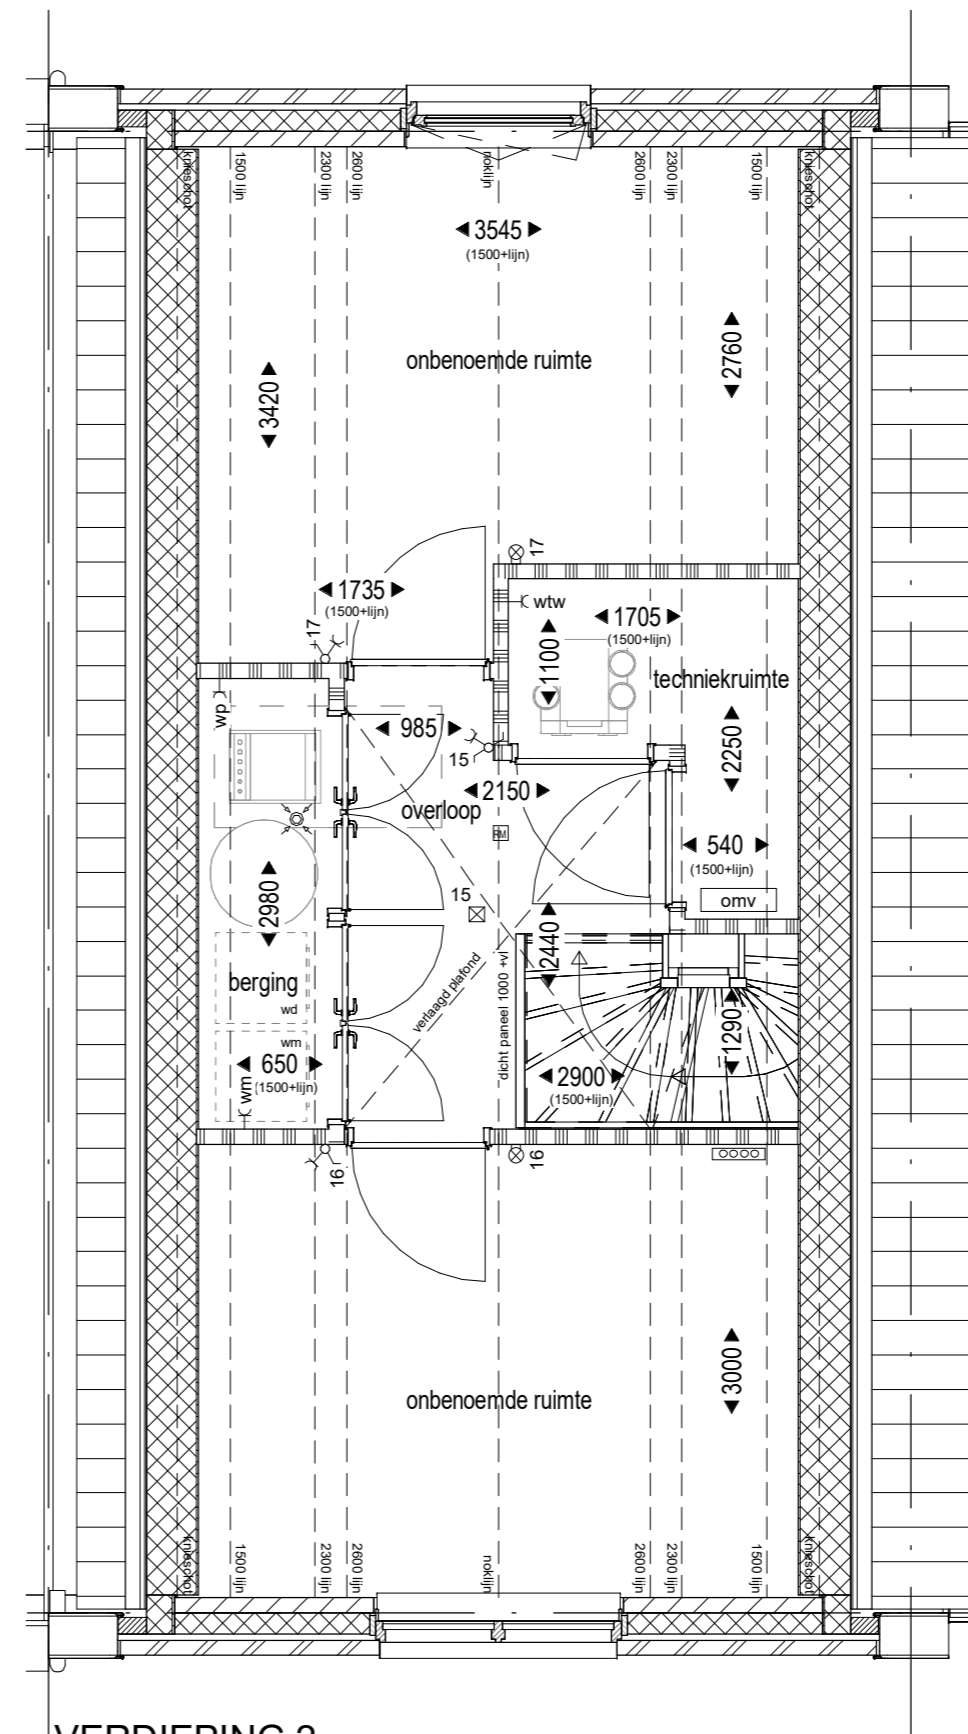 knieschot
1500 lijn
2300 lijn
2600 lijn
noklijn
2600 lijn
2300 lijn
1500 lijn
knieschot
3545
(1500+lijn)
2760
onbenoemde ruimte
3420
17
1735
(1500+lijn)
17
wtw
1705
(1500+lijn)
1100
techniekruimte
wp
985
15
2250
2150
overloop
RM
540
(1500+lijn)
15
omv
2980
2440
berging
wd
verlaagd plafond
dicht paneel 1000 +vl
1290
wm
650
(1500+lijn)
wm
2900
(1500+lijn)
16
16
3000
onbenoemde ruimte
knieschot
1500 lijn
2300 lijn
2600 lijn
noklijn
2600 lijn
2300 lijn
1500 lijn
knieschot
VERDIEPING 2